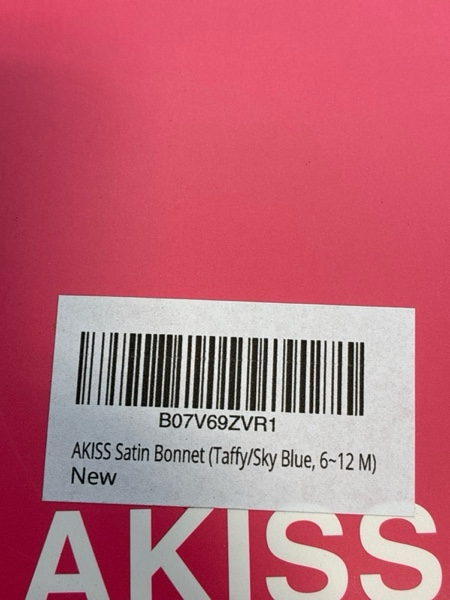 B07V69ZVR1
AKISS Satin Bonnet (Taffy/Sky Blue, 6~12 M)
New
AKISS